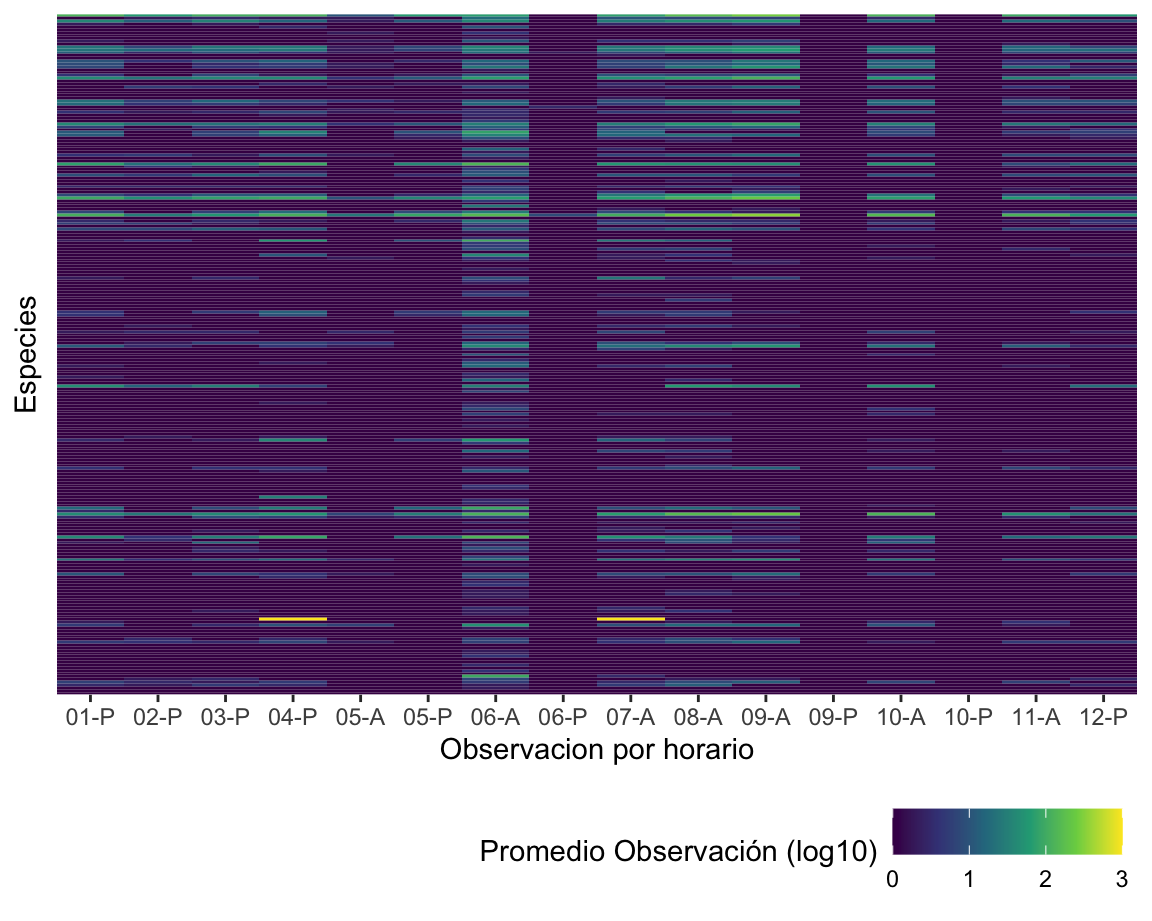 Especies
01-P 02-P 03-P 04-P 05-A 05-P 06-A 06-P 07-A 08-A 09-A 09-P 10-A 10-P 11-A 12-P
Observacion por horario
Promedio Observación (log10)
0 1 2 3